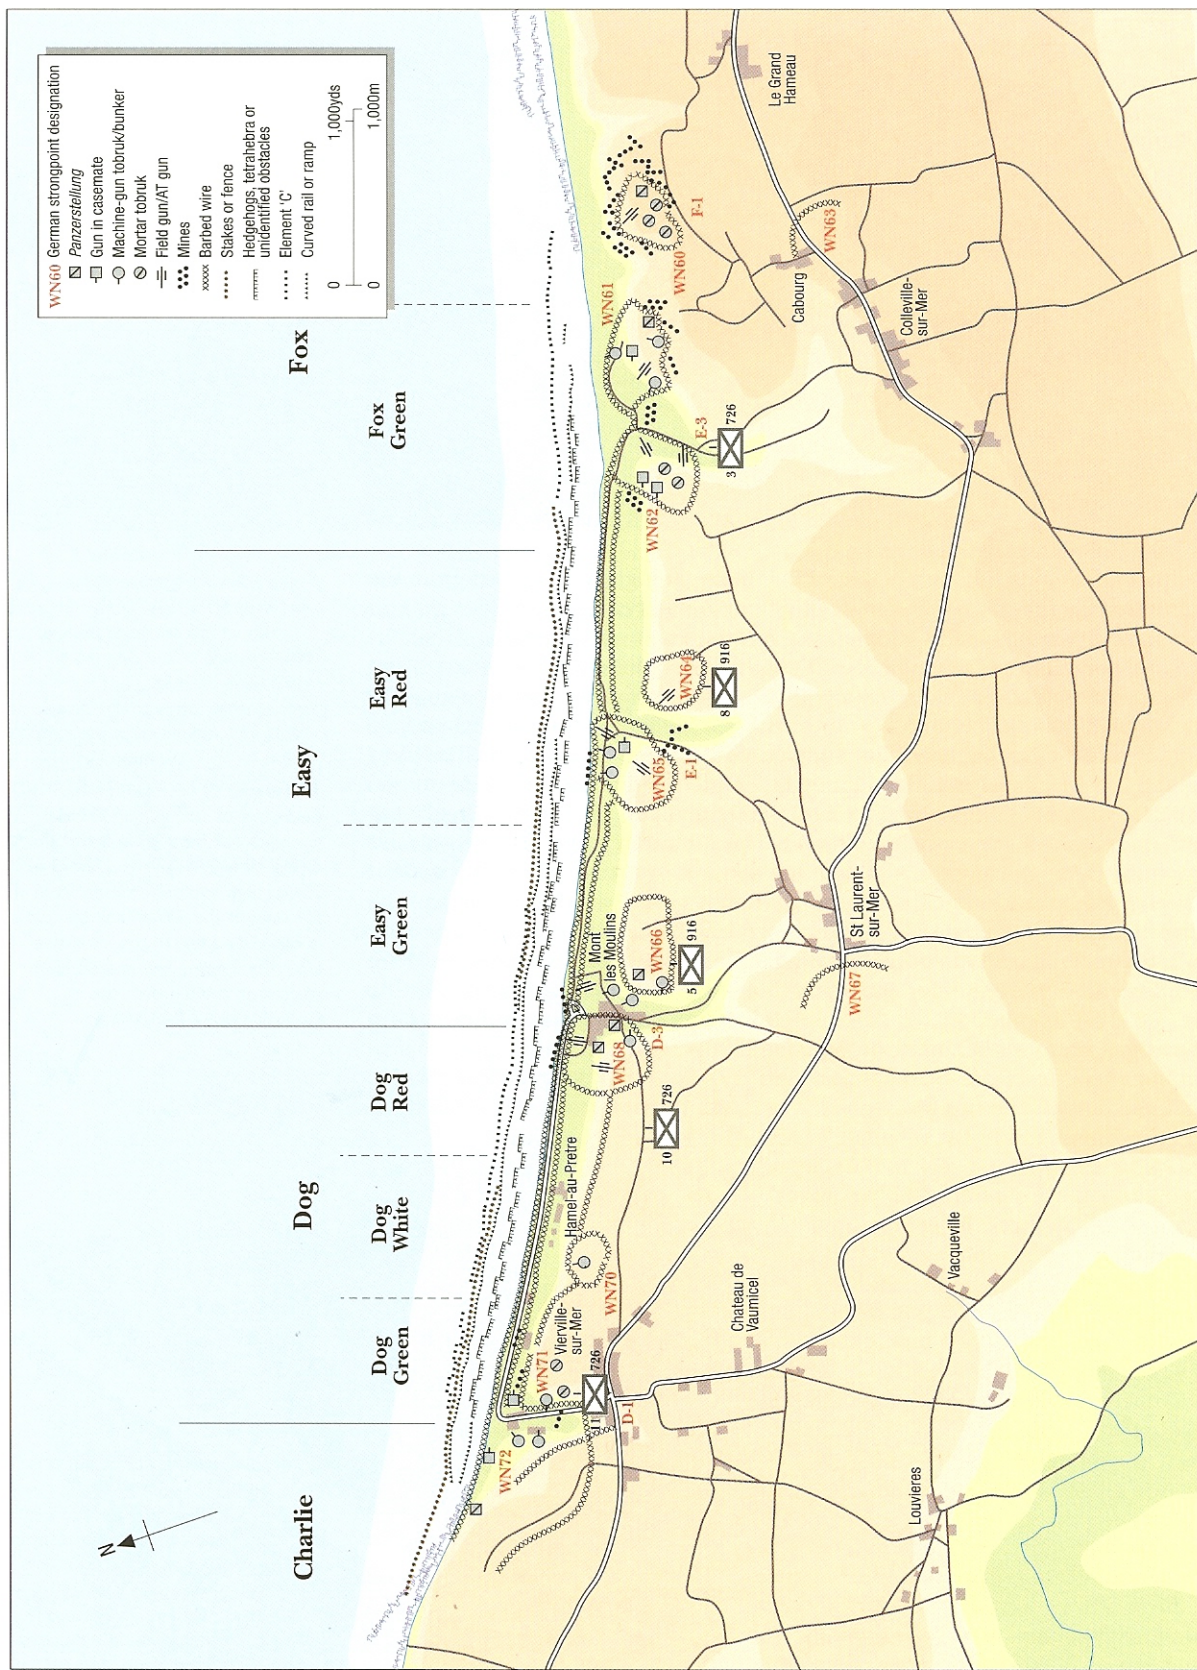 WN60 German strongpoint designation
Panzerstellung
Gun in casemate
Machine-gun tobruk/bunker
Mortar tobruk
Field gun/AT gun
Mines
Barbed wire
Stakes or fence
Hedgehogs, tetrahebra or
unidentified obstacles
Element 'C'
Curved rail or ramp
0 1,000yds
0 1,000m
N
Charlie
Dog
Easy
Fox
Dog
Green
Dog
White
Dog
Red
Easy
Green
Easy
Red
Fox
Green
WN72
WN71
Vierville-
sur-Mer
11 726
D-1
WN70
Hamel-au-Pretre
10 726
WN68
D-3
Mont
les Moulins
WN66
5 916
WN67
St Laurent-
sur-Mer
WN65
E-1
WN64
8 916
WN62
E-3
3 726
WN61
WN60
F-1
Cabourg
WN63
Colleville-
sur-Mer
Le Grand
Hameau
Chateau de
Vaumicel
Vacqueville
Louvieres